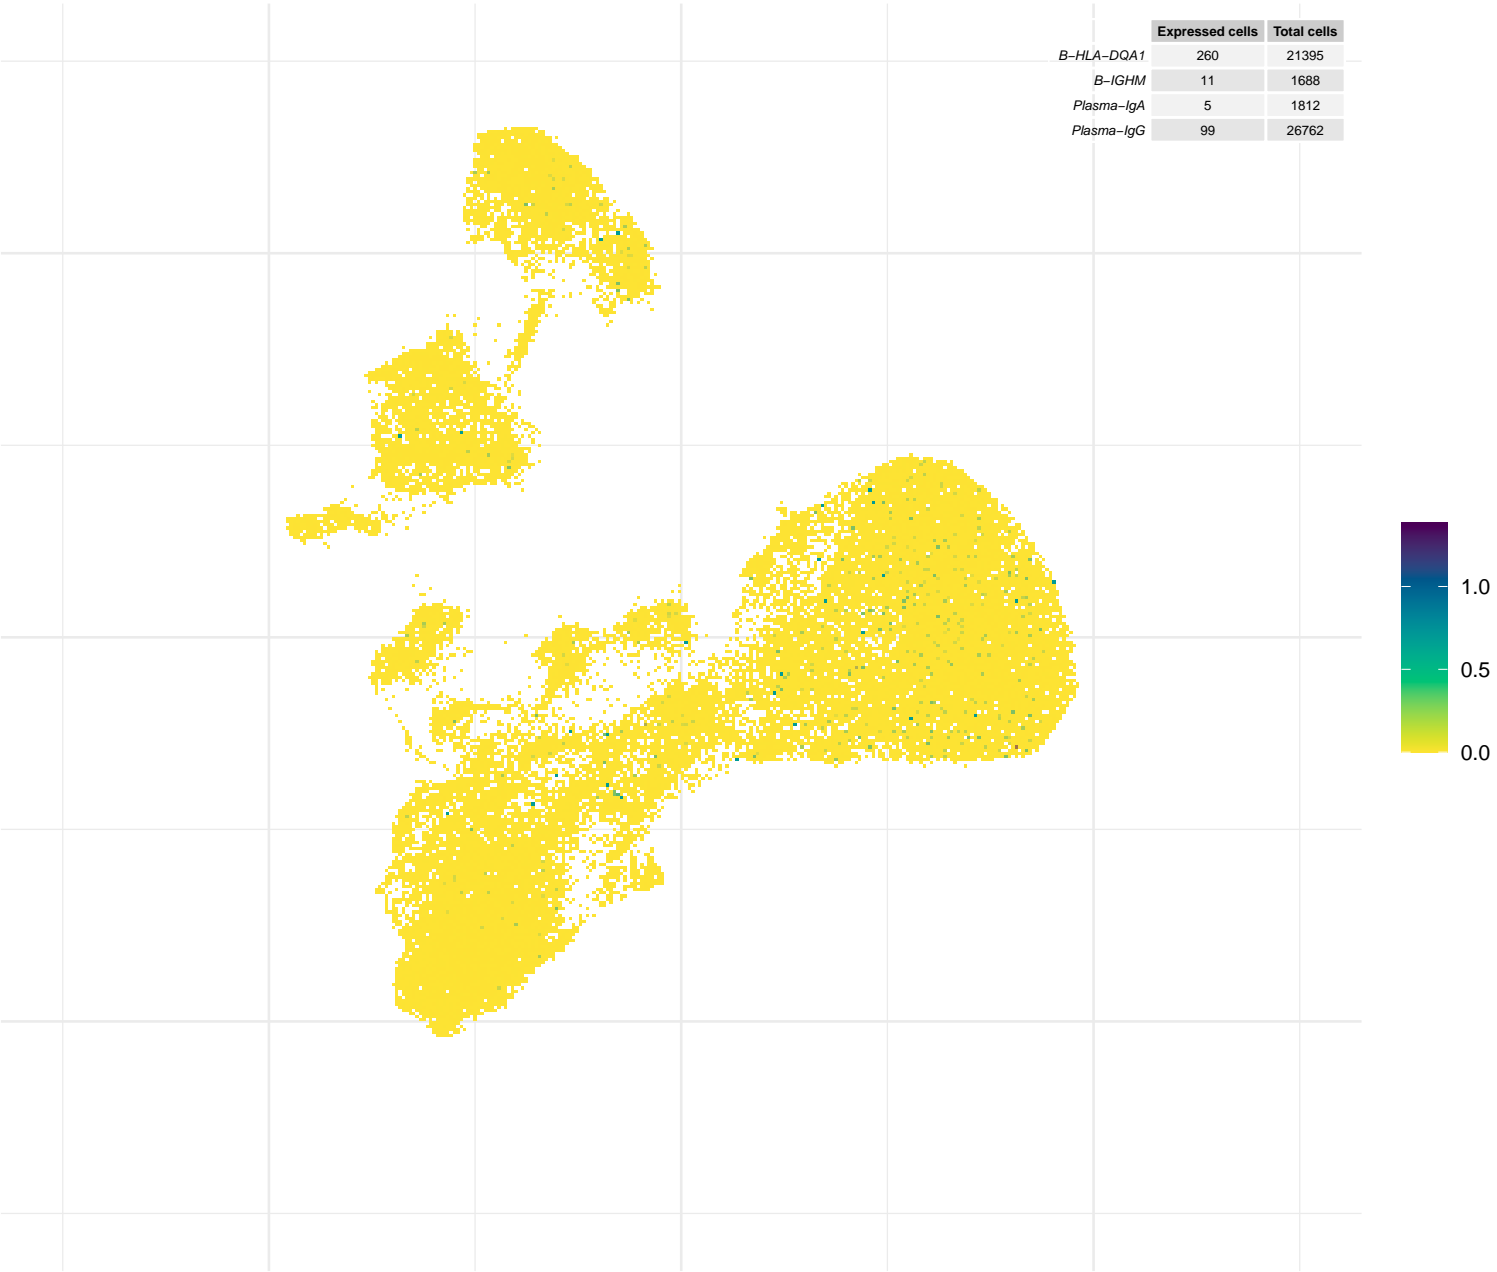 Expressed cells Total cells
B−HLA−DQA1 260 21395
B−IGHM 11 1688
Plasma−IgA 5 1812
Plasma−IgG 99 26762
1.0
0.5
0.0